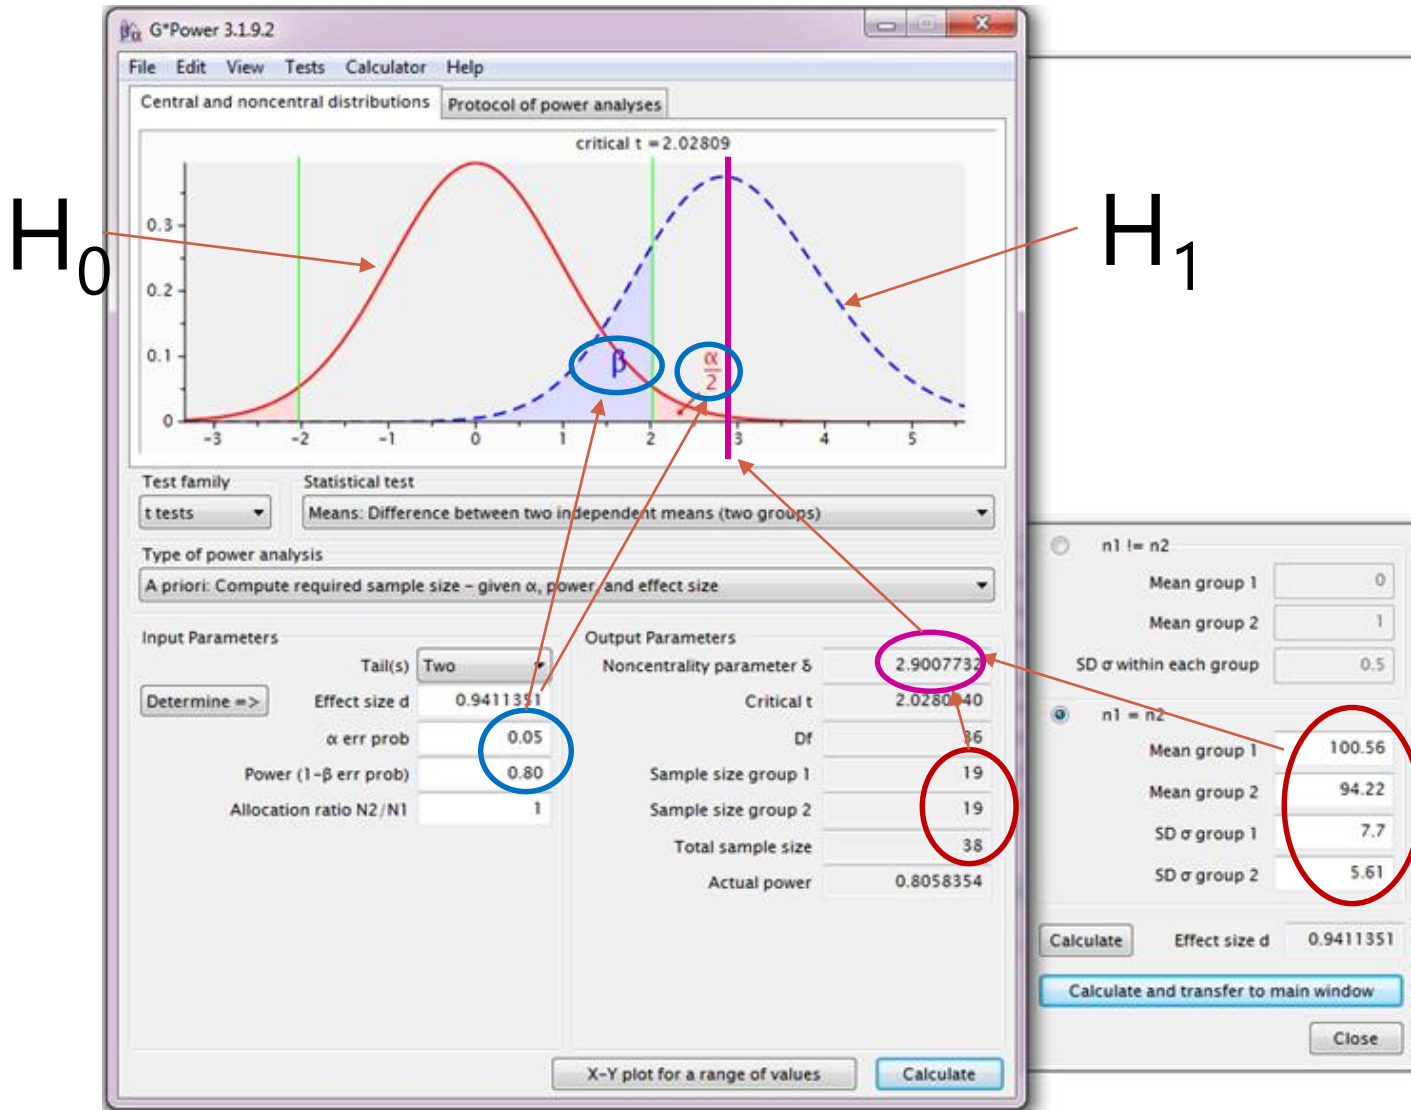 G*Power 3.1.9.2
File Edit View Tests Calculator Help
Central and noncentral distributions Protocol of power analyses
critical t = 2.02809
H0
H1
0.3
0.2
0.1
0
β
α
2
-3 -2 -1 0 1 2 3 4 5
Test family Statistical test
t tests Means: Difference between two independent means (two groups)
Type of power analysis
A priori: Compute required sample size – given α, power, and effect size
Input Parameters
Tail(s) Two
Determine => Effect size d 0.9411351
α err prob 0.05
Power (1-β err prob) 0.80
Allocation ratio N2/N1 1
Output Parameters
Noncentrality parameter δ 2.9007732
Critical t 2.0280940
Df 36
Sample size group 1 19
Sample size group 2 19
Total sample size 38
Actual power 0.8058354
X-Y plot for a range of values Calculate
n1 != n2
Mean group 1 0
Mean group 2 1
SD σ within each group 0.5
n1 = n2
Mean group 1 100.56
Mean group 2 94.22
SD σ group 1 7.7
SD σ group 2 5.61
Calculate Effect size d 0.9411351
Calculate and transfer to main window
Close